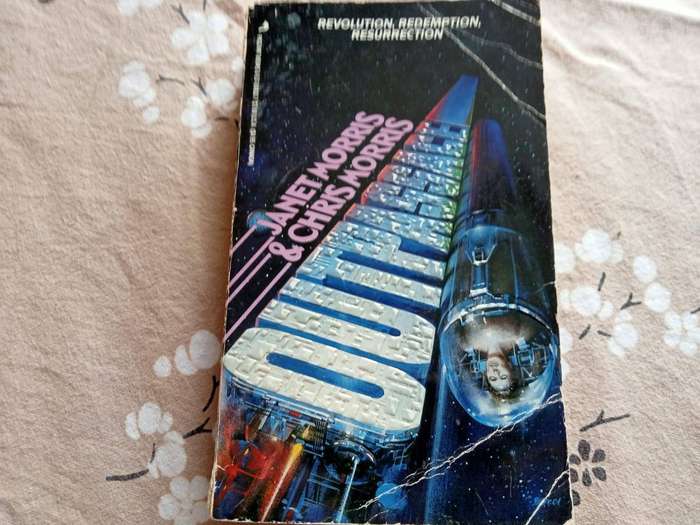 REVOLUTION, REDEMPTION,
RESURRECTION
JANET MORRIS
& CHRIS MORRIS
OUTPASSAGE